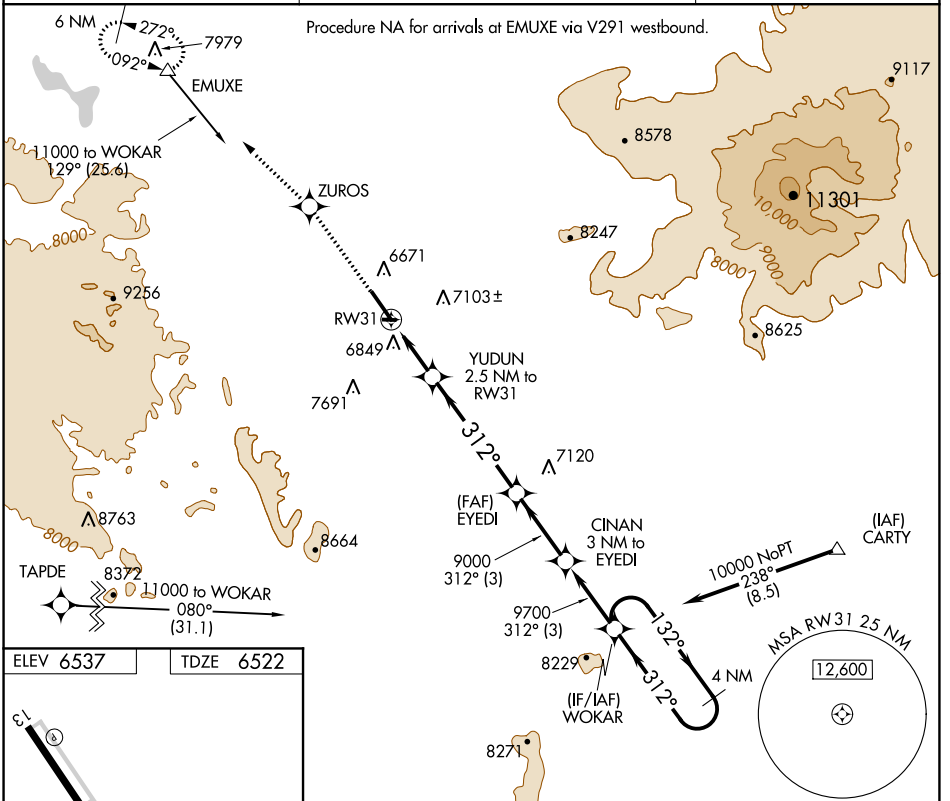 Procedure NA for arrivals at EMUXE via V291 westbound.
6 NM
272°
7979
092°
EMUXE
9117
8578
11000 to WOKAR
129° (25.6)
ZUROS
11301
10,000
9000
8000
8247
8000
6671
9256
7103±
RW31
8625
6849
YUDUN
2.5 NM to
RW31
7691
312°
7120
(FAF)
EYEDI
8763
CINAN
3 NM to
EYEDI
(IAF)
CARTY
8000
8664
9000
312° (3)
10000 NoPT
238°
(8.5)
TAPDE
8372
11000 to WOKAR
080°
(31.1)
9700
312° (3)
132°
MSA RW31 25 NM
12,600
ELEV 6537
TDZE 6522
8229
312°
4 NM
(IF/IAF)
WOKAR
8271
13
P